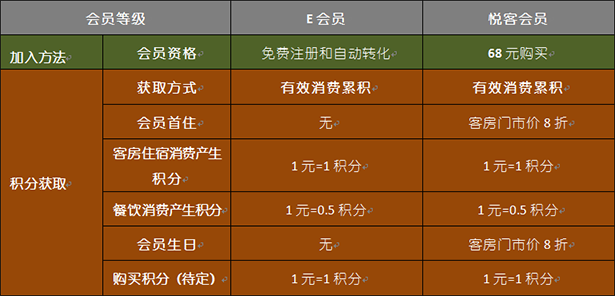 会员等级 E 会员 悦客会员
加入方法 会员资格 免费注册和自动转化 68 元购买
积分获取 获取方式 有效消费累积 有效消费累积
会员首住 无 客房门市价 8 折
客房住宿消费产生
积分 1 元=1 积分 1 元=1 积分
餐饮消费产生积分 1 元=0.5 积分 1 元=0.5 积分
会员生日 无 客房门市价 8 折
购买积分（待定） 1 元=1 积分 1 元=1 积分